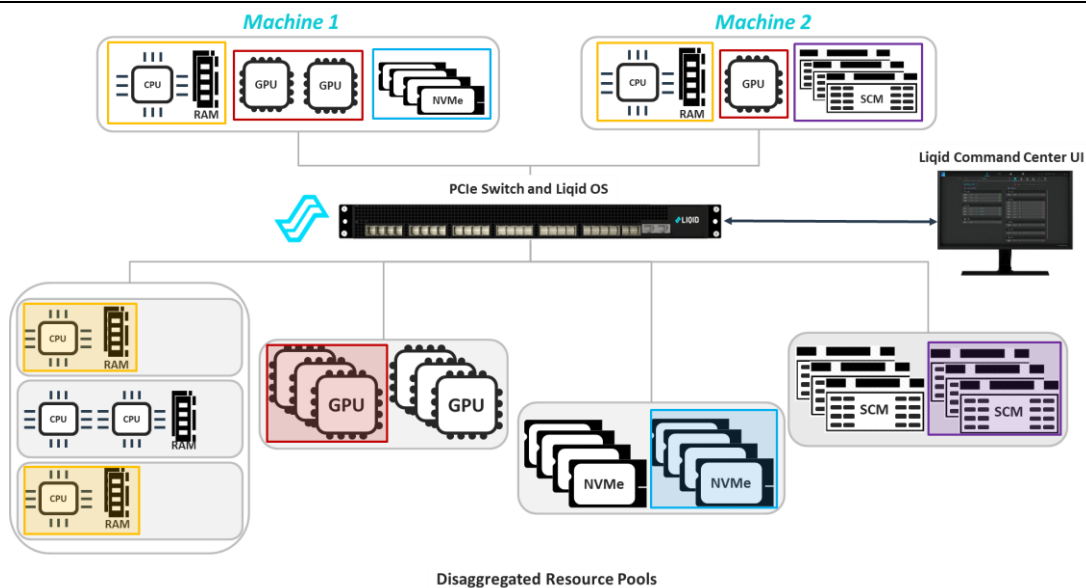 Machine 1
Machine 2
CPU
RAM
GPU
GPU
NVMe
CPU
RAM
GPU
SCM
Liqid Command Center UI
PCIe Switch and Liqid OS
LIQID
CPU
RAM
CPU
CPU
RAM
CPU
RAM
GPU
GPU
NVMe
NVMe
SCM
SCM
Disaggregated Resource Pools